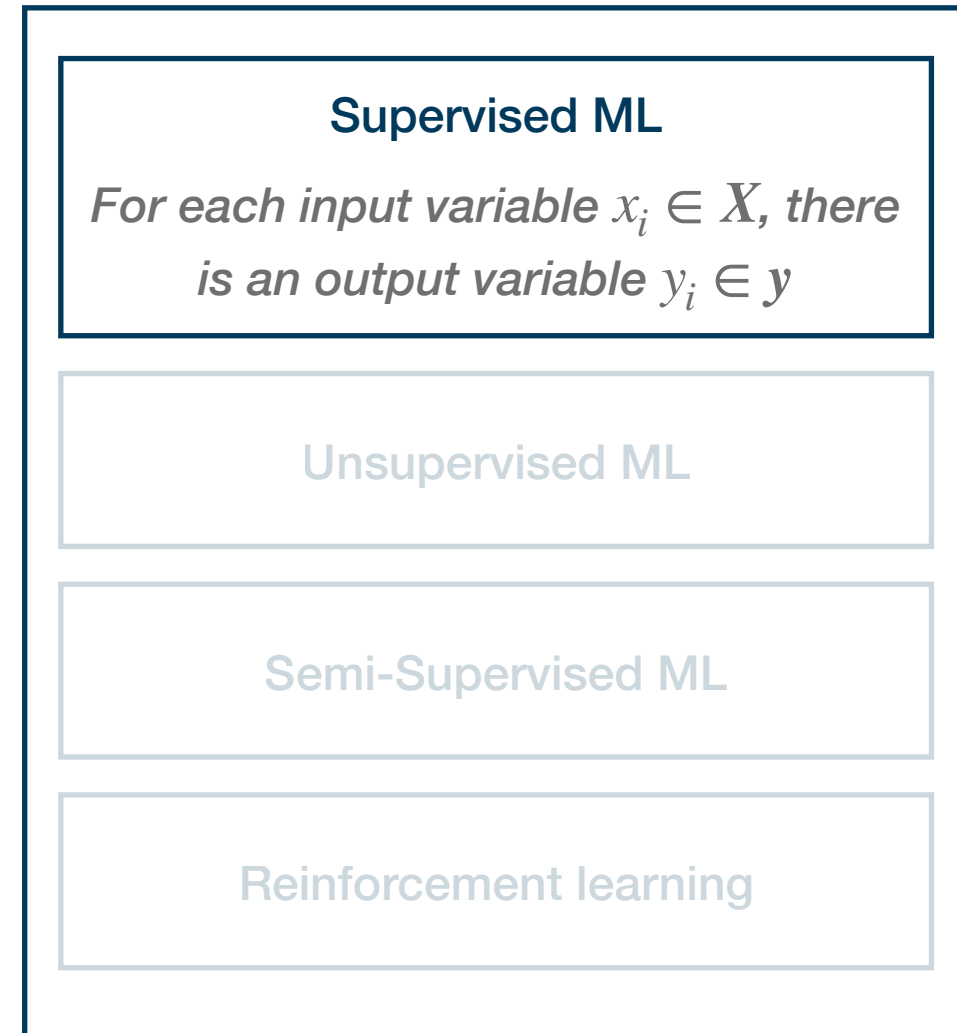 Supervised ML
For each input variable xᵢ ∈ X, there
is an output variable yᵢ ∈ y
Unsupervised ML
Semi-Supervised ML
Reinforcement learning